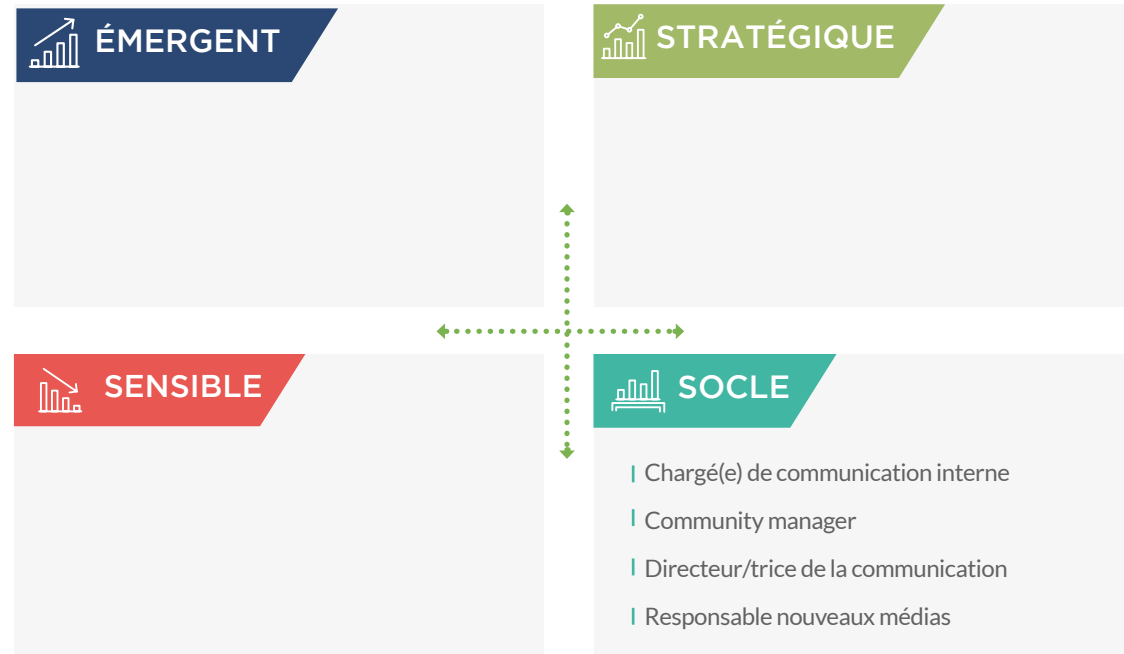 ÉMERGENT
STRATÉGIQUE
SENSIBLE
SOCLE
Chargé(e) de communication interne
Community manager
Directeur/trice de la communication
Responsable nouveaux médias